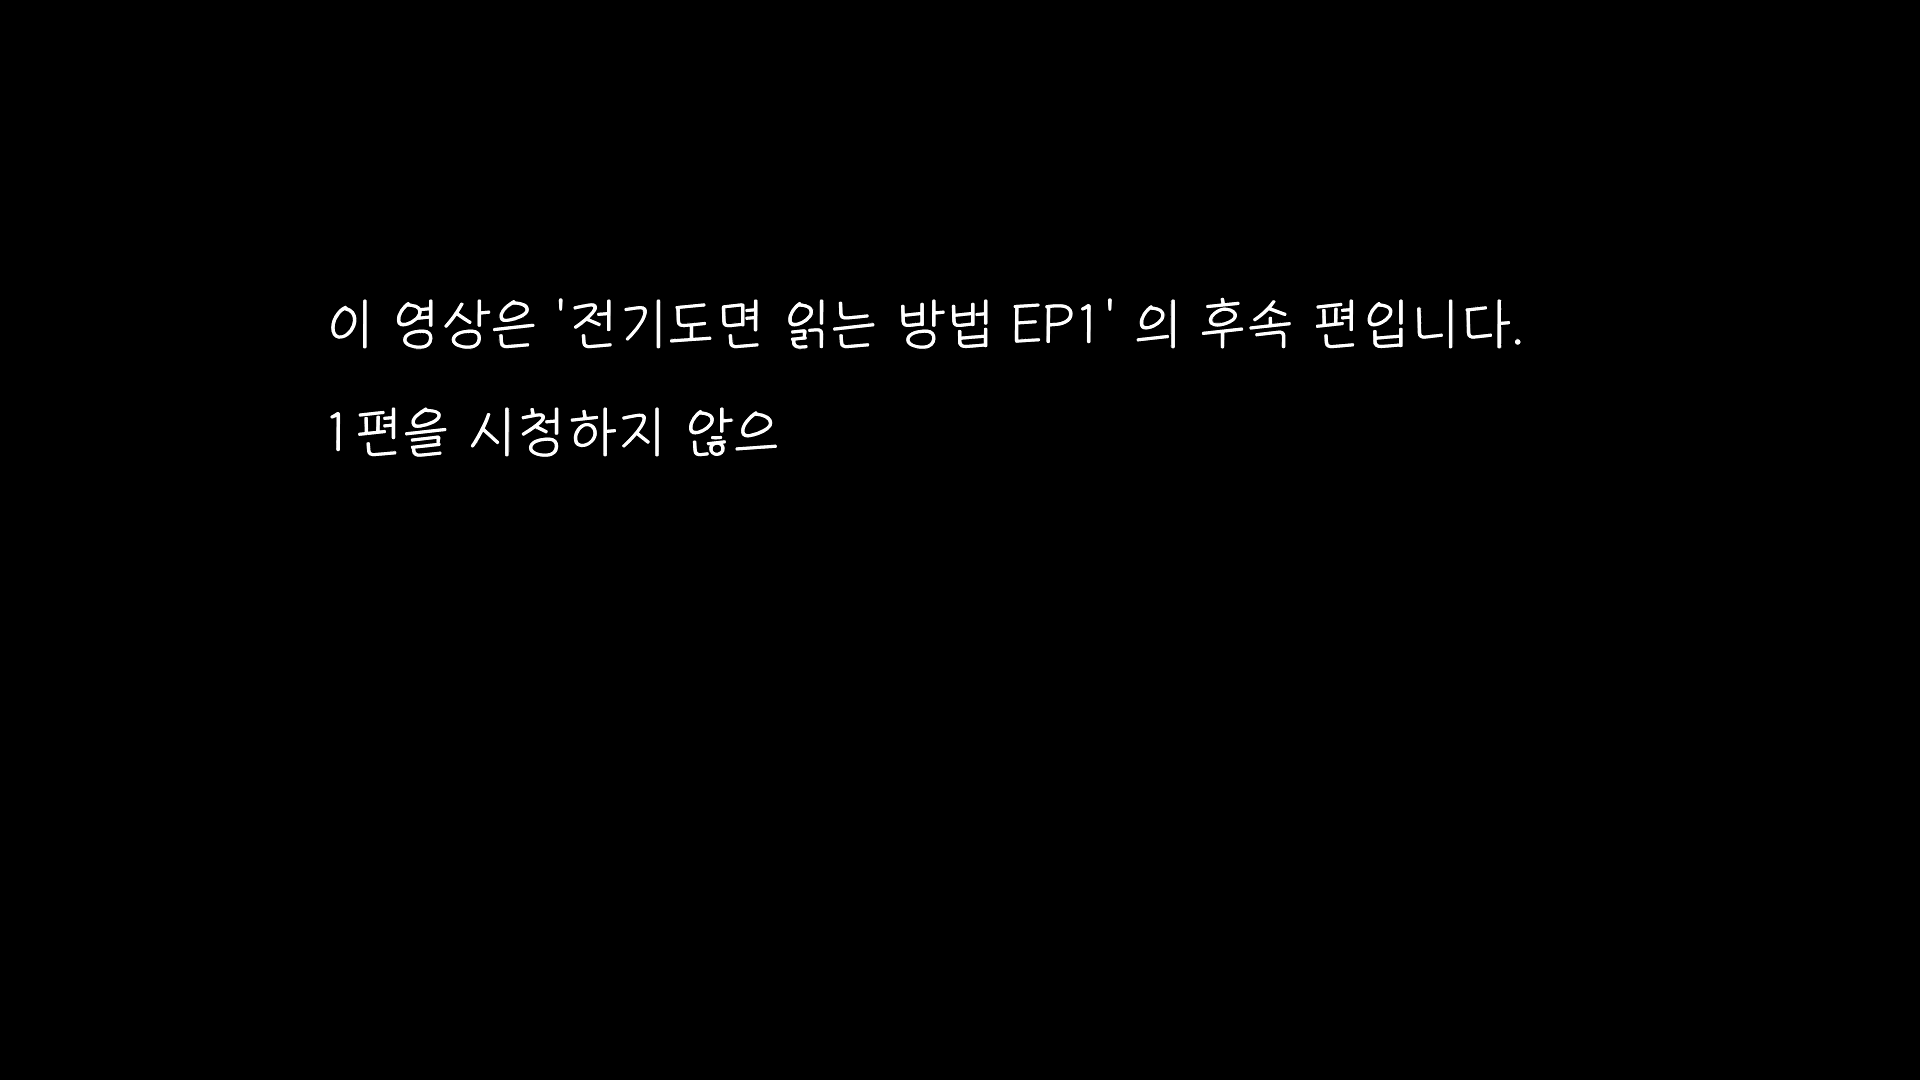 이 영상은 '전기도면 읽는 방법 EP1' 의 후속 편입니다.
1편을 시청하지 않으